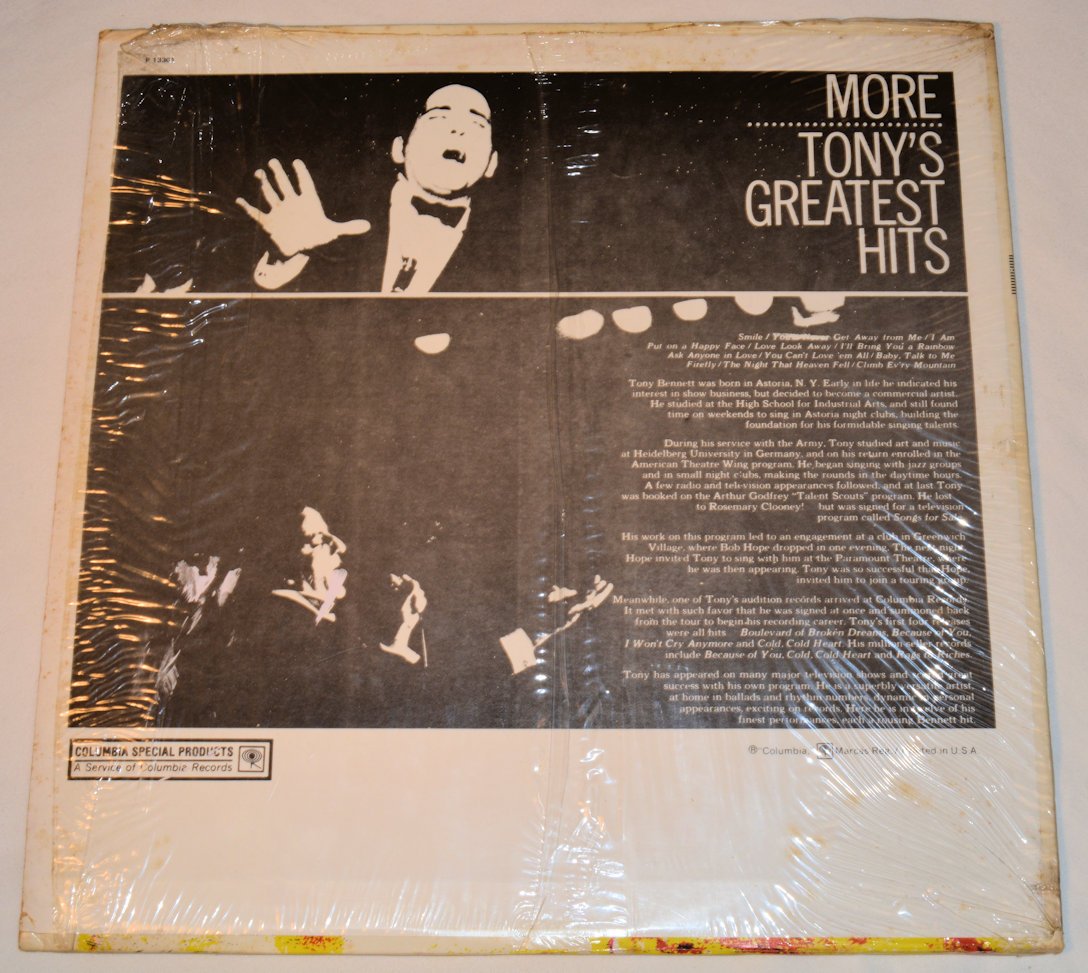 P 13301
MORE
TONY'S
GREATEST
HITS
Smile / You'll Never Get Away from Me / I Am
Put on a Happy Face / Love Look Away / I'll Bring You a Rainbow
Ask Anyone in Love / You Can't Love 'em All / Baby, Talk to Me
Firefly / The Night That Heaven Fell / Climb Ev'ry Mountain
Tony Bennett was born in Astoria, N. Y. Early in life he indicated his
interest in show business, but decided to become a commercial artist.
He studied at the High School for Industrial Arts, and still found
time on weekends to sing in Astoria night clubs, building the
foundation for his formidable singing talents.
During his service with the Army, Tony studied art and music
at Heidelberg University in Germany, and on his return enrolled in the
American Theatre Wing program. He began singing with jazz groups
and in small night clubs, making the rounds in the daytime hours.
A few radio and television appearances followed, and at last Tony
was booked on the Arthur Godfrey "Talent Scouts" program. He lost
to Rosemary Clooney! but was signed for a television
program called Songs for Sale.
His work on this program led to an engagement at a club in Greenwich
Village, where Bob Hope dropped in one evening. The next night,
Hope invited Tony to sing with him at the Paramount Theatre, where
he was then appearing. Tony was so successful that Hope,
invited him to join a touring group.
Meanwhile, one of Tony's audition records arrived at Columbia Records.
It met with such favor that he was signed at once and summoned back
from the tour to begin his recording career. Tony's first four releases
were all hits Boulevard of Broken Dreams, Because of You,
I Won't Cry Anymore and Cold, Cold Heart. His million-seller records
include Because of You, Cold, Cold Heart and Rags to Riches.
Tony has appeared on many major television shows and scored great
success with his own program. He is a superbly versatile artist,
at home in ballads and rhythm numbers, dynamic in personal
appearances, exciting on records. Here he is in twelve of his
finest performances, each a rousing Bennett hit.
COLUMBIA SPECIAL PRODUCTS
A Service of Columbia Records
® "Columbia, Marcas Reg. / Printed in U.S.A